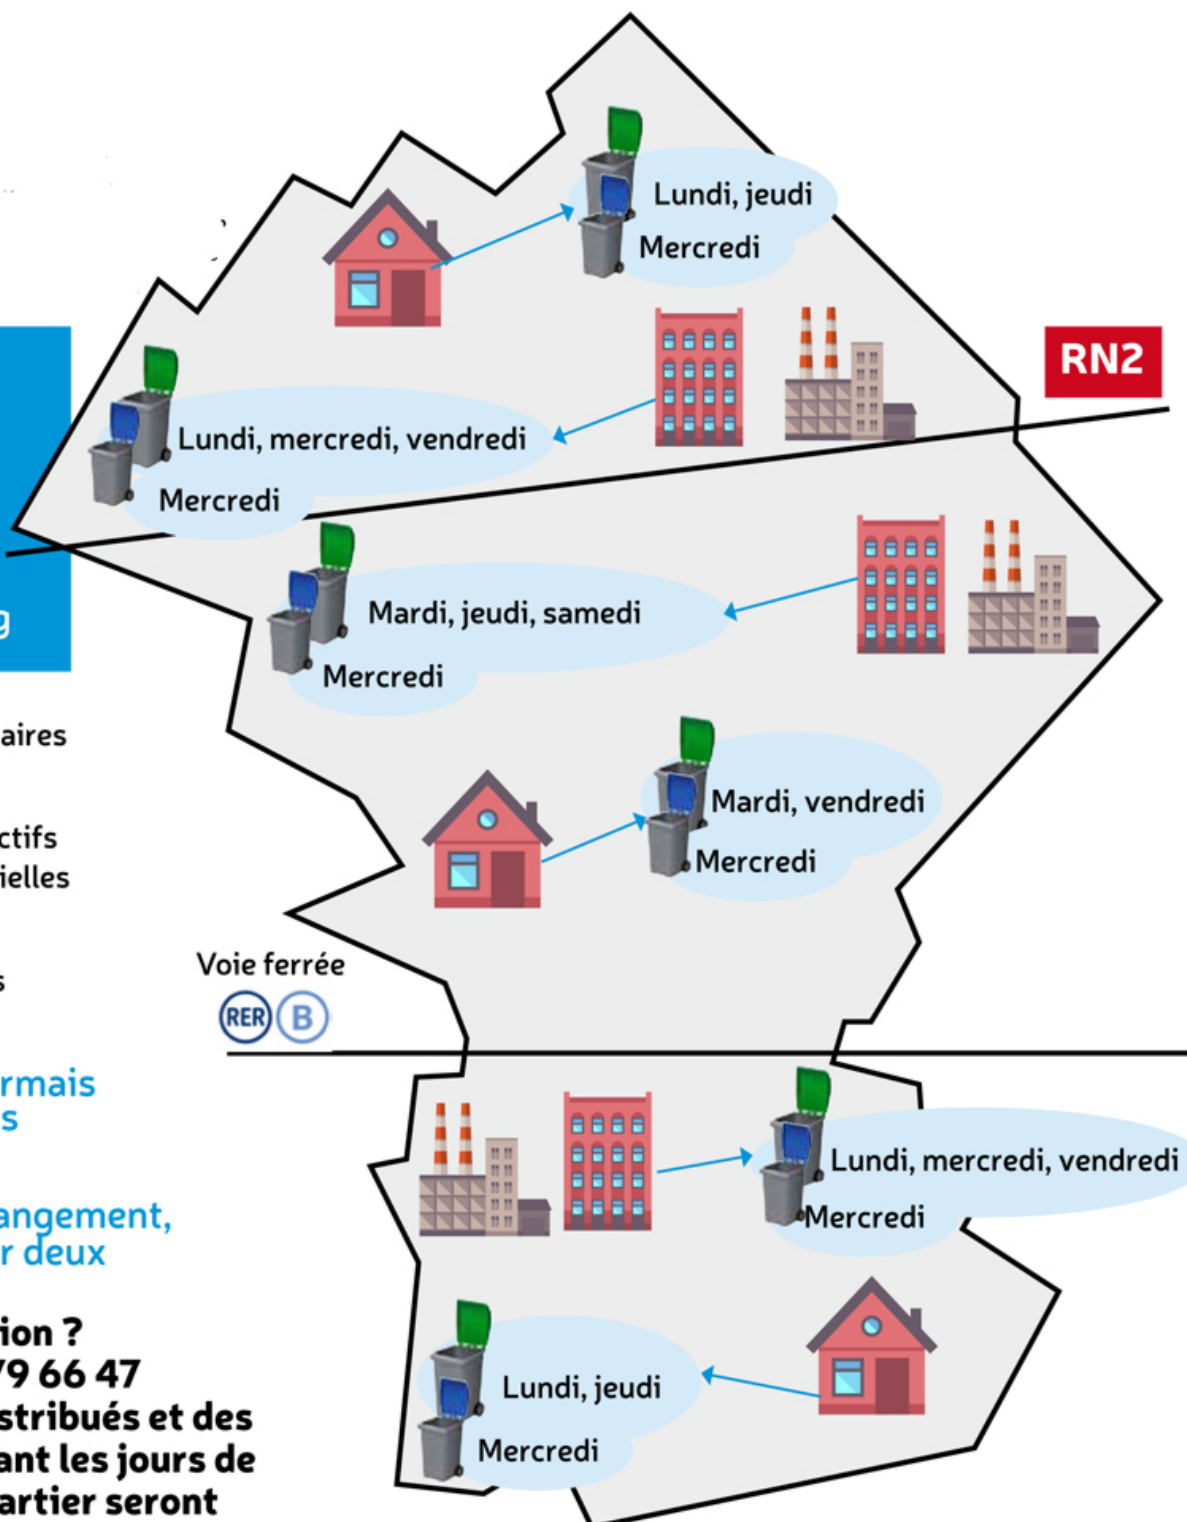 Lundi, jeudi
Mercredi
RN2
Lundi, mercredi, vendredi
Mercredi
g
Mardi, jeudi, samedi
Mercredi
aires
Mardi, vendredi
ctifs
Mercredi
ielles
Voie ferrée
s
RER B
rmais
s
Lundi, mercredi, vendredi
Mercredi
angement,
r deux
ion ?
79 66 47
Lundi, jeudi
stribués et des
Mercredi
ant les jours de
artier seront